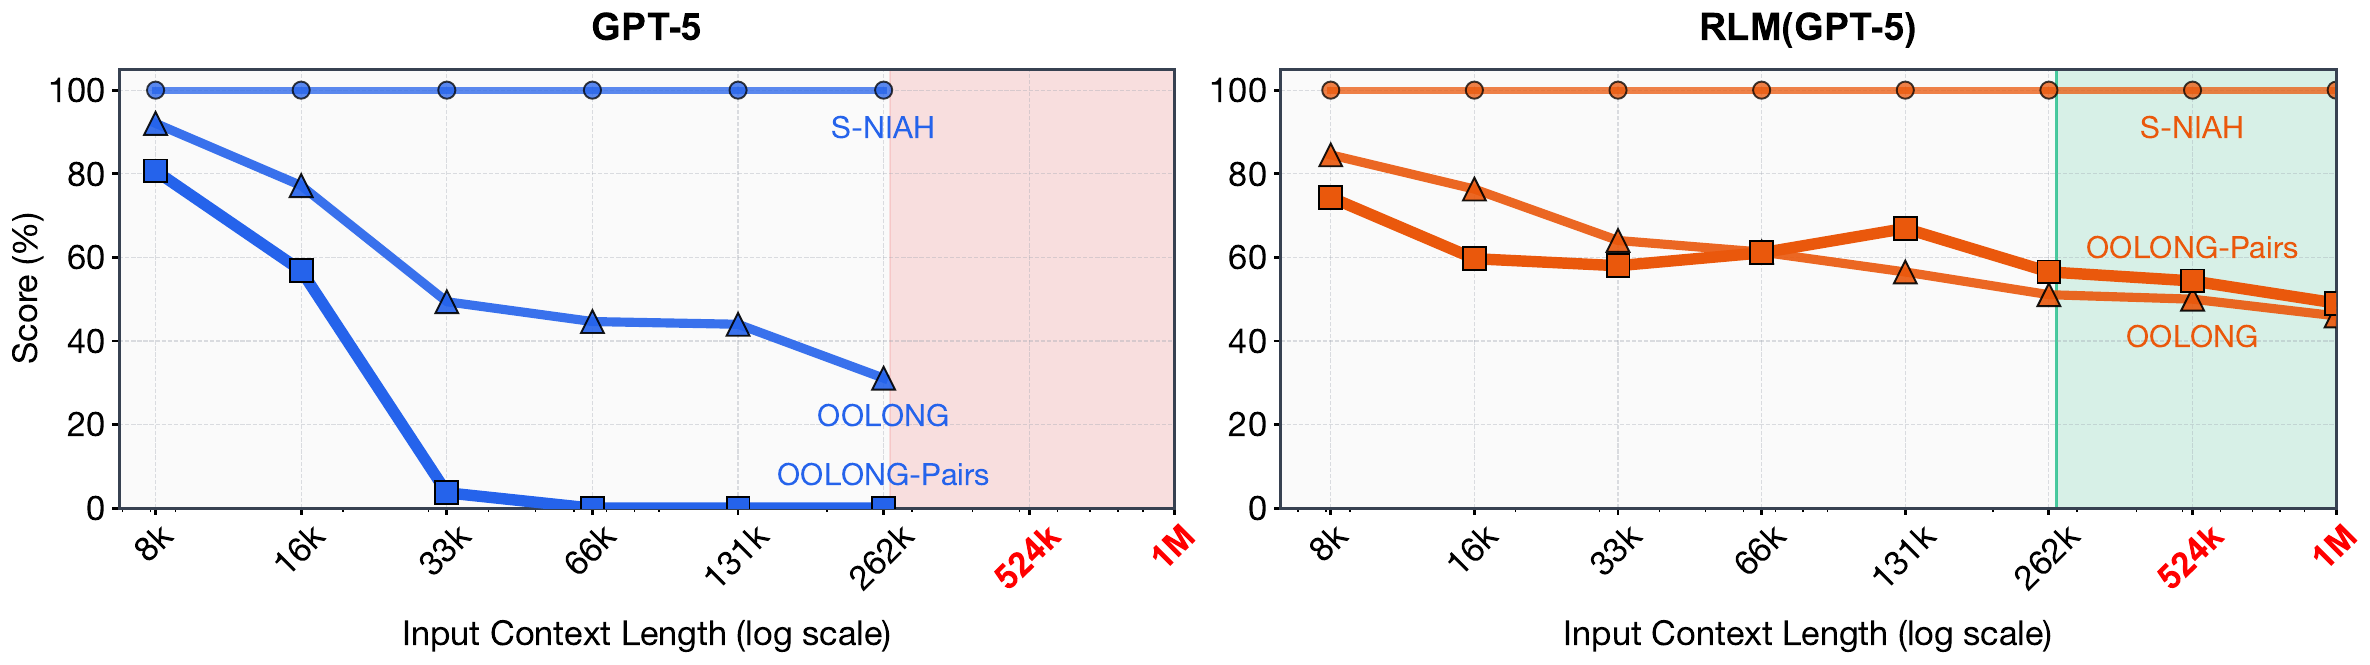 GPT-5
Score (%)
100
80
60
40
20
0
S-NIAH
OOLONG
OOLONG-Pairs
8k
16k
33k
66k
131k
262k
524k
1M
Input Context Length (log scale)
RLM(GPT-5)
100
80
60
40
20
0
S-NIAH
OOLONG-Pairs
OOLONG
8k
16k
33k
66k
131k
262k
524k
1M
Input Context Length (log scale)